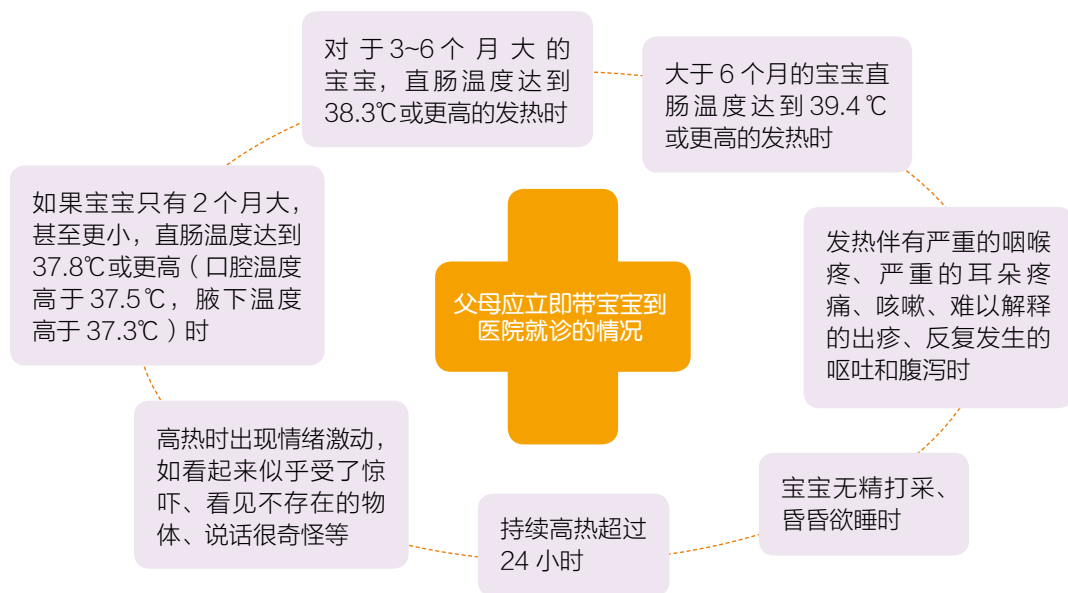 对于3~6个月大的
宝宝，直肠温度达到
38.3℃或更高的发热时
大于6个月的宝宝直
肠温度达到39.4℃
或更高的发热时
如果宝宝只有2个月大，
甚至更小，直肠温度达到
37.8℃或更高（口腔温度
高于37.5℃，腋下温度
高于37.3℃）时
父母应立即带宝宝到
医院就诊的情况
发热伴有严重的咽喉
疼、严重的耳朵疼
痛、咳嗽、难以解释
的出疹、反复发生的
呕吐和腹泻时
高热时出现情绪激动，
如看起来似乎受了惊
吓、看见不存在的物
体、说话很奇怪等
持续高热超过
24小时
宝宝无精打采、
昏昏欲睡时